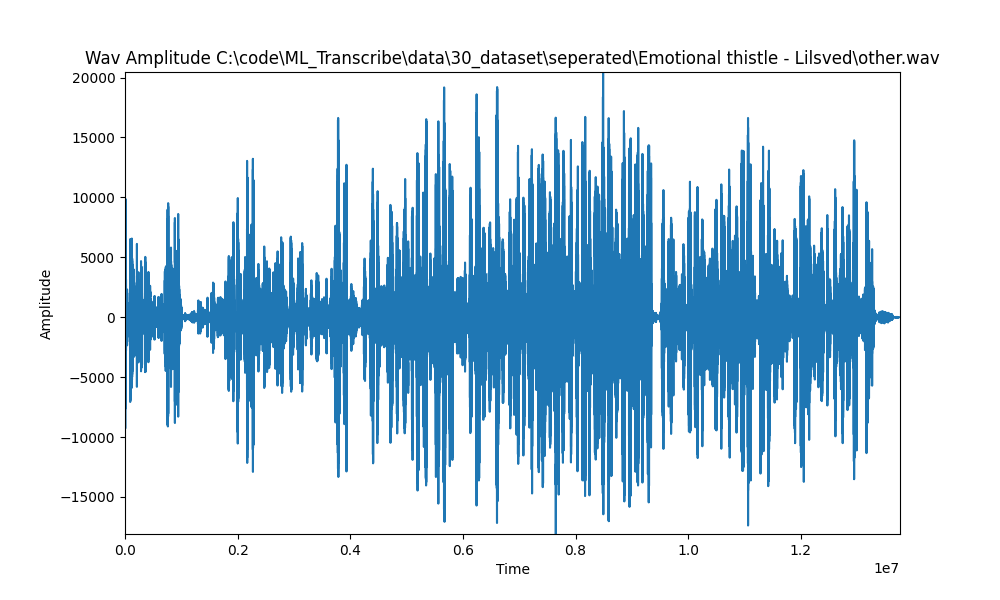 Wav Amplitude C:\code\ML_Transcribe\data\30_dataset\seperated\Emotional thistle - Lilsved\other.wav
20000
15000
10000
5000
0
−5000
−10000
−15000
Amplitude
0.0 0.2 0.4 0.6 0.8 1.0 1.2
Time
1e7